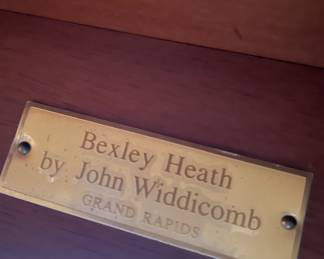 Bexley Heath
by John Widdicomb
GRAND RAPIDS